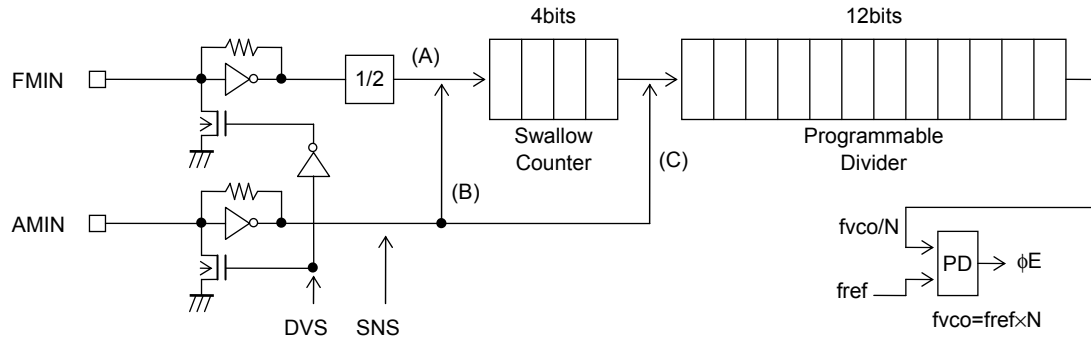 4bits
12bits
(A)
FMIN
1/2
Swallow
Counter
Programmable
Divider
(C)
(B)
AMIN
fvco/N
PD
ϕE
fref
DVS
SNS
fvco=fref×N